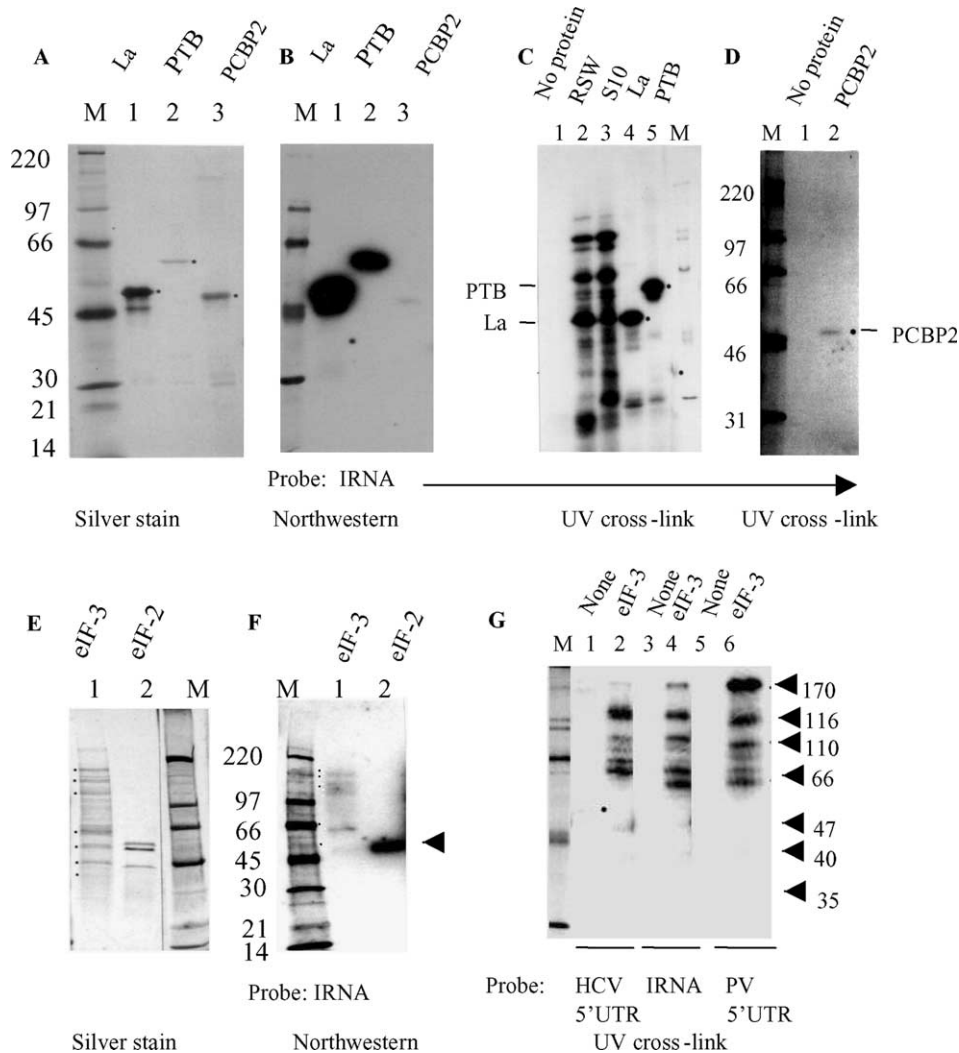 A La PTB PCBP2
M 1 2 3
220
97
66
45
30
21
14
Silver stain
B La PTB PCBP2
M 1 2 3
Probe: IRNA
Northwestern
C No protein RSW S10 La PTB
1 2 3 4 5 M
PTB
La
UV cross -link
D No protein PCBP2
M 1 2
220
97
66
46
31
PCBP2
UV cross -link
E eIF-3 eIF-2
1 2 M
220
97
66
45
30
21
14
Silver stain
F eIF-3 eIF-2
M 1 2
Probe: IRNA
Northwestern
G None eIF-3 None eIF-3 None eIF-3
M 1 2 3 4 5 6
170
116
110
66
47
40
35
Probe: HCV 5’UTR IRNA PV 5’UTR
UV cross -link